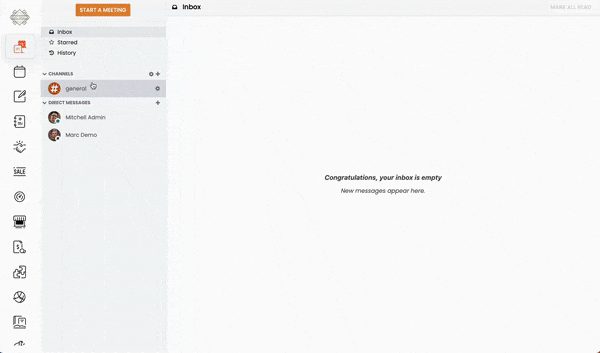 START A MEETING
Inbox
MARK ALL READ
Inbox
Starred
History
CHANNELS
general
DIRECT MESSAGES
Mitchell Admin
Marc Demo
Congratulations, your inbox is empty
New messages appear here.
SALE